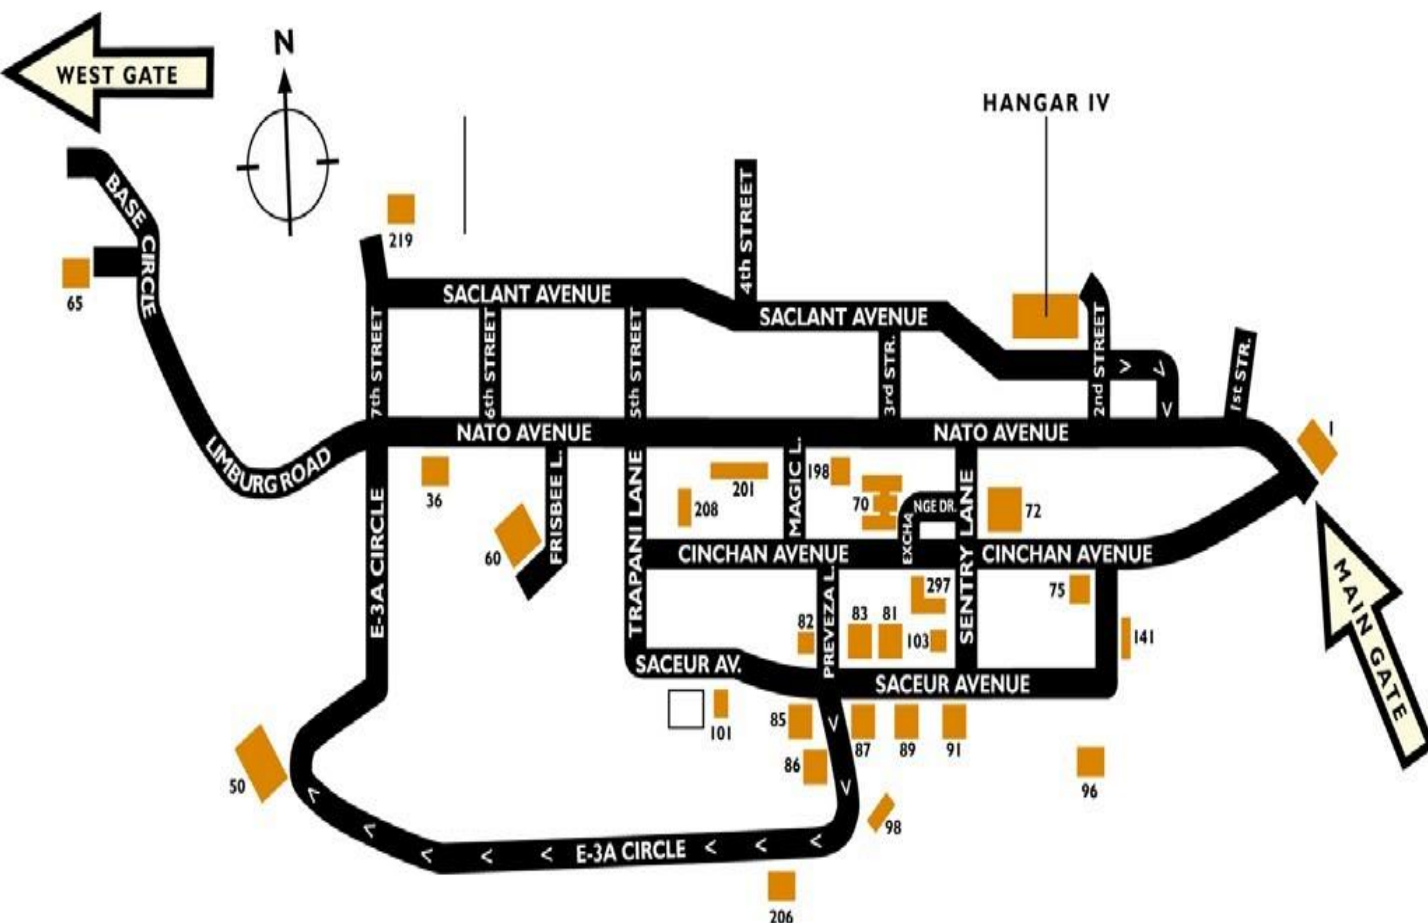 WEST GATE
N
HANGAR IV
BASE CIRCLE
4th STREET
219
65
SACLANT AVENUE
SACLANT AVENUE
7th STREET
6th STREET
5th STREET
3rd STR.
2nd STREET
1st STR.
> > >
NATO AVENUE
NATO AVENUE
1
LIMBURG ROAD
36
FRISBEE L.
TRAPANI LANE
201
208
MAGIC L.
198
70
EXCHANGE DR.
SENTRY LANE
72
60
E-3A CIRCLE
CINCHAN AVENUE
CINCHAN AVENUE
MAIN GATE
297
75
82
PREVEZA L.
83
81
103
141
SACEUR AV.
SACEUR AVENUE
101
85
87
89
91
86
96
50
98
E-3A CIRCLE
206